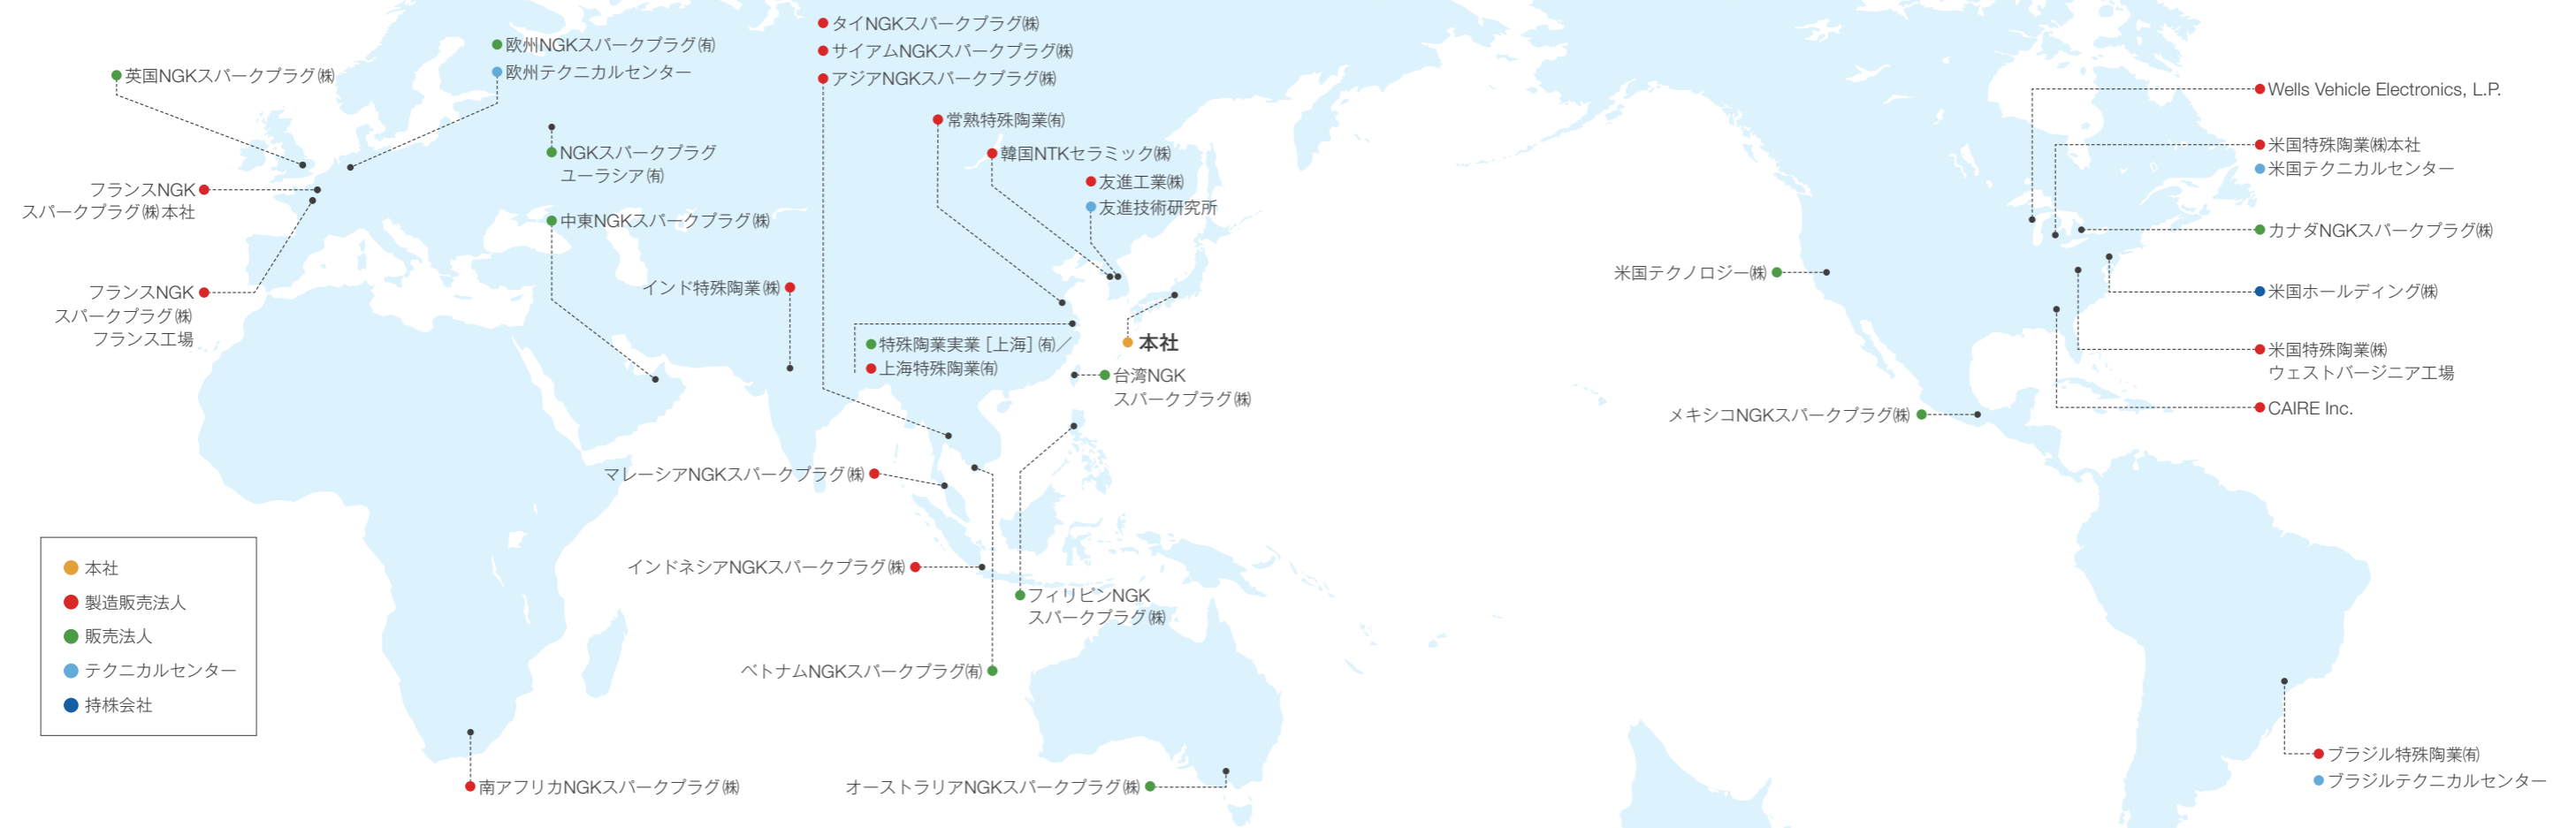 タイNGKスパークプラグ㈱
サイアムNGKスパークプラグ㈱
アジアNGKスパークプラグ㈱
欧州NGKスパークプラグ㈲
欧州テクニカルセンター
英国NGKスパークプラグ㈱
NGKスパークプラグ
ユーラシア㈲
フランスNGK
スパークプラグ㈱本社
中東NGKスパークプラグ㈱
フランスNGK
スパークプラグ㈱
フランス工場
常熟特殊陶業㈲
韓国NTKセラミック㈱
友進工業㈱
友進技術研究所
インド特殊陶業㈱
特殊陶業実業［上海］㈲／
上海特殊陶業㈲
本社
台湾NGK
スパークプラグ㈱
マレーシアNGKスパークプラグ㈱
インドネシアNGKスパークプラグ㈱
フィリピンNGK
スパークプラグ㈱
ベトナムNGKスパークプラグ㈲
南アフリカNGKスパークプラグ㈱
オーストラリアNGKスパークプラグ㈱
Wells Vehicle Electronics, L.P.
米国特殊陶業㈱本社
米国テクニカルセンター
カナダNGKスパークプラグ㈱
米国テクノロジー㈱
米国ホールディング㈱
米国特殊陶業㈱
ウェストバージニア工場
CAIRE Inc.
メキシコNGKスパークプラグ㈱
ブラジル特殊陶業㈲
ブラジルテクニカルセンター
本社
製造販売法人
販売法人
テクニカルセンター
持株会社